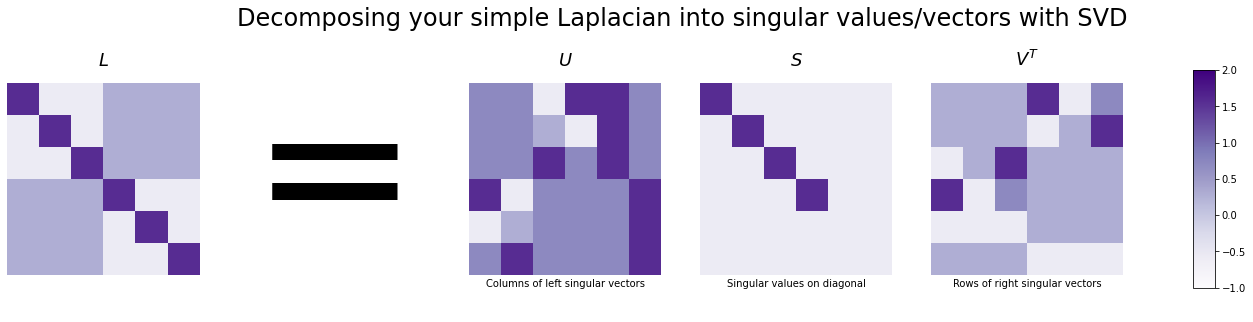 Decomposing your simple Laplacian into singular values/vectors with SVD
L
U
S
V^T
=
Columns of left singular vectors
Singular values on diagonal
Rows of right singular vectors
2.0
1.5
1.0
0.5
0.0
−0.5
−1.0